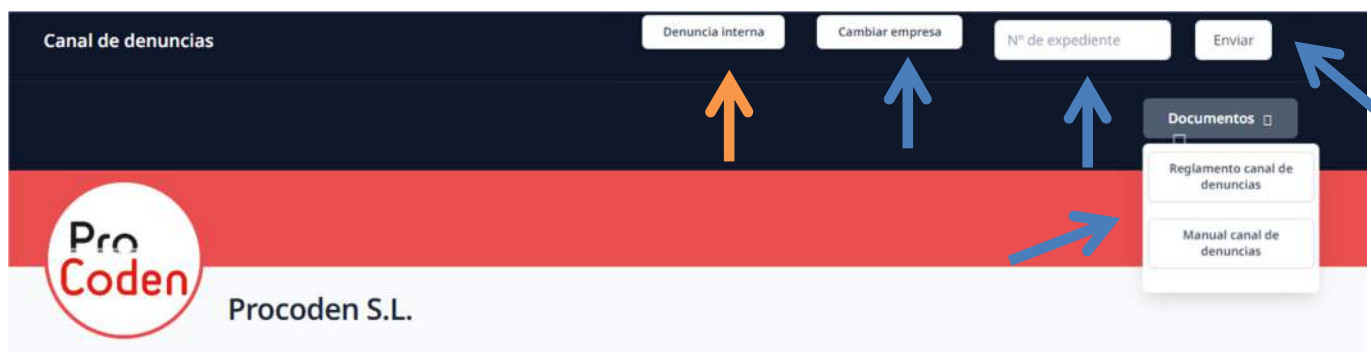 Canal de denuncias
Denuncia interna
Cambiar empresa
Nº de expediente
Enviar
Documentos
Reglamento canal de
denuncias
Manual canal de
denuncias
Pro
Coden
Procoden S.L.